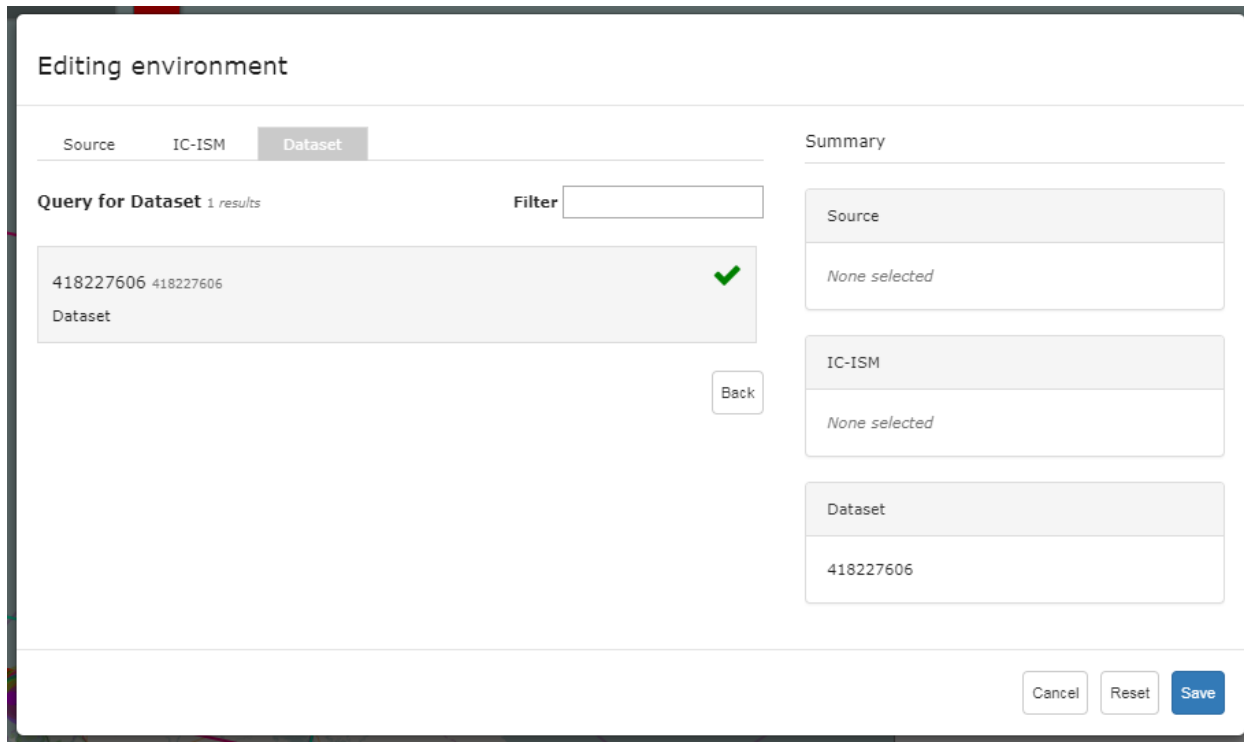 Editing environment
Source IC-ISM Dataset
Query for Dataset 1 results Filter
418227606 418227606
Dataset
Back
Summary
Source
None selected
IC-ISM
None selected
Dataset
418227606
Cancel Reset Save